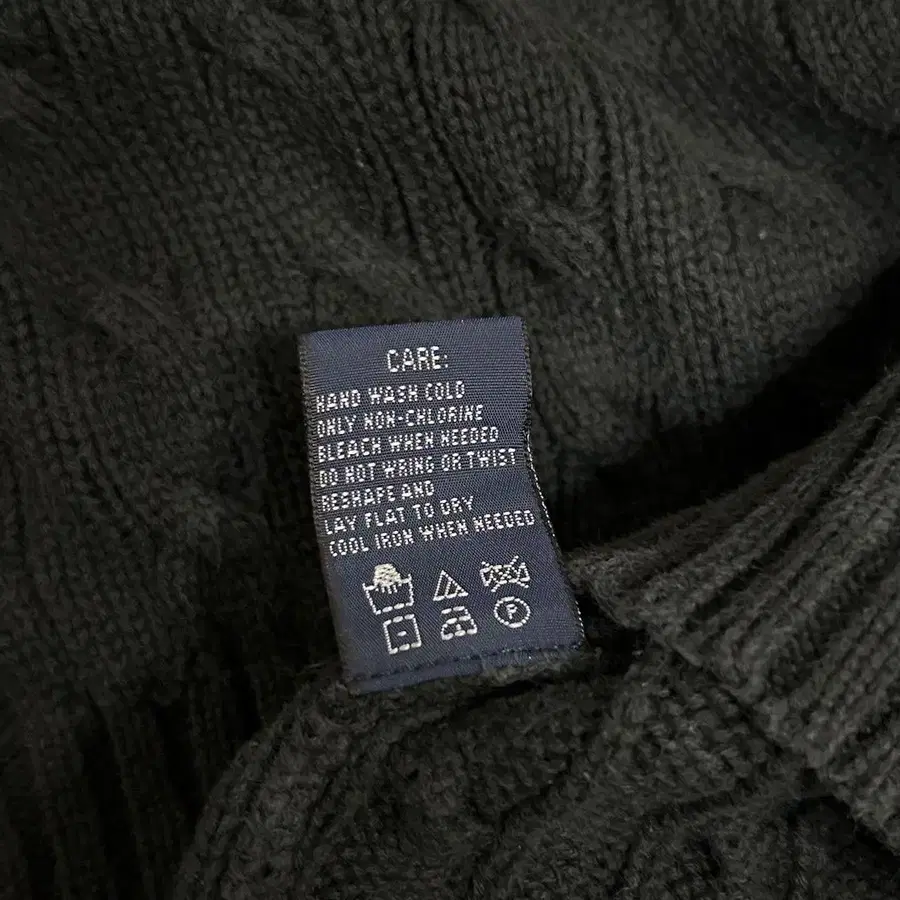 CARE:
HAND WASH COLD
ONLY NON-CHLORINE
BLEACH WHEN NEEDED
DO NOT WRING OR TWIST
RESHAPE AND
LAY FLAT TO DRY
COOL IRON WHEN NEEDED
P